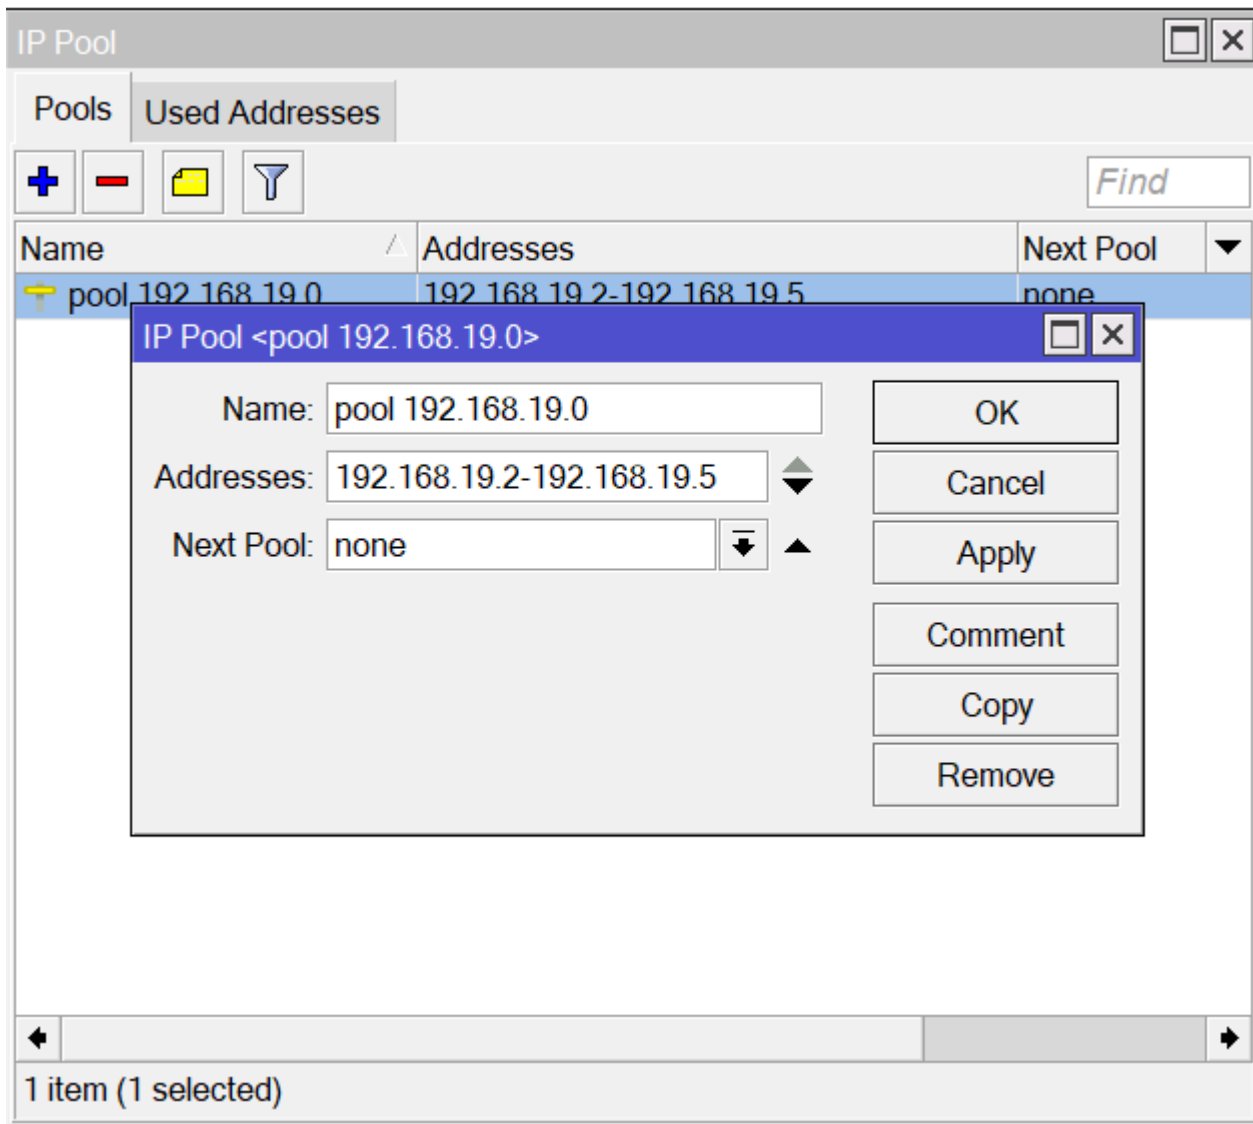 IP Pool
Pools Used Addresses
Find
Name Addresses Next Pool
pool 192.168.19.0 192.168.19.2-192.168.19.5 none
IP Pool <pool 192.168.19.0>
Name: pool 192.168.19.0 OK
Addresses: 192.168.19.2-192.168.19.5 Cancel
Next Pool: none Apply
Comment
Copy
Remove
1 item (1 selected)